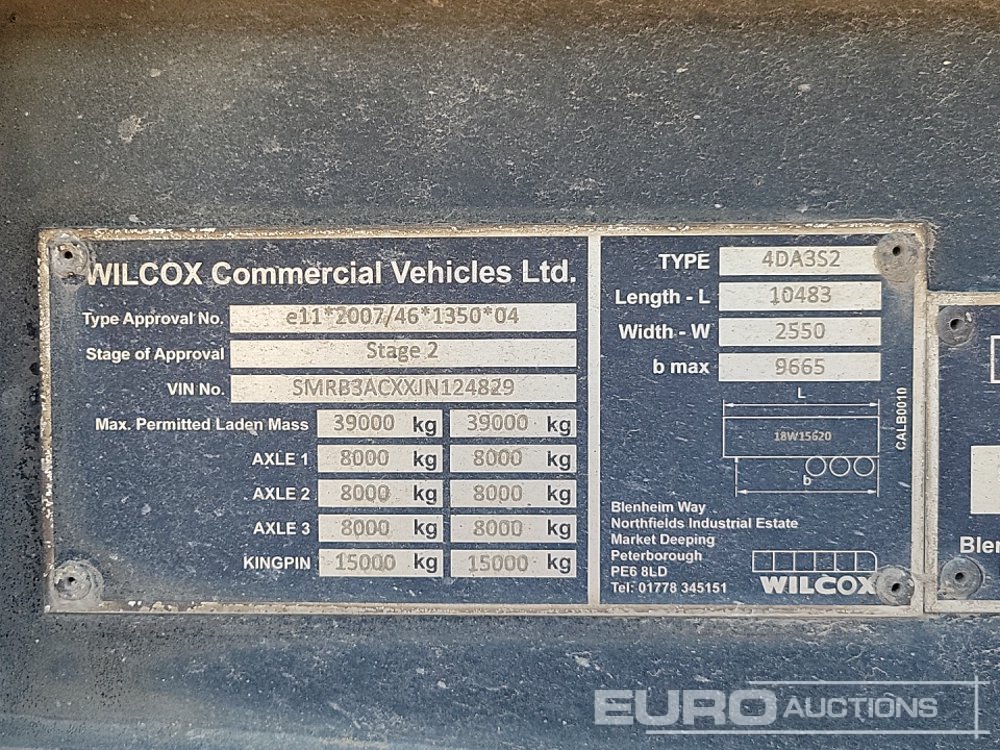 WILCOX Commercial Vehicles Ltd.
Type Approval No. e11*2007/46*1350*04
Stage of Approval Stage 2
VIN No. SMRB3ACXXJN124829
Max. Permitted Laden Mass 39000 kg 39000 kg
AXLE 1 8000 kg 8000 kg
AXLE 2 8000 kg 8000 kg
AXLE 3 8000 kg 8000 kg
KINGPIN 15000 kg 15000 kg
TYPE 4DA3S2
Length - L 10483
Width - W 2550
b max 9665
L
18W15620
b
CALB0010
Blenheim Way
Northfields Industrial Estate
Market Deeping
Peterborough
PE6 8LD
Tel: 01778 345151
WILCOX
Blen
EURO AUCTIONS